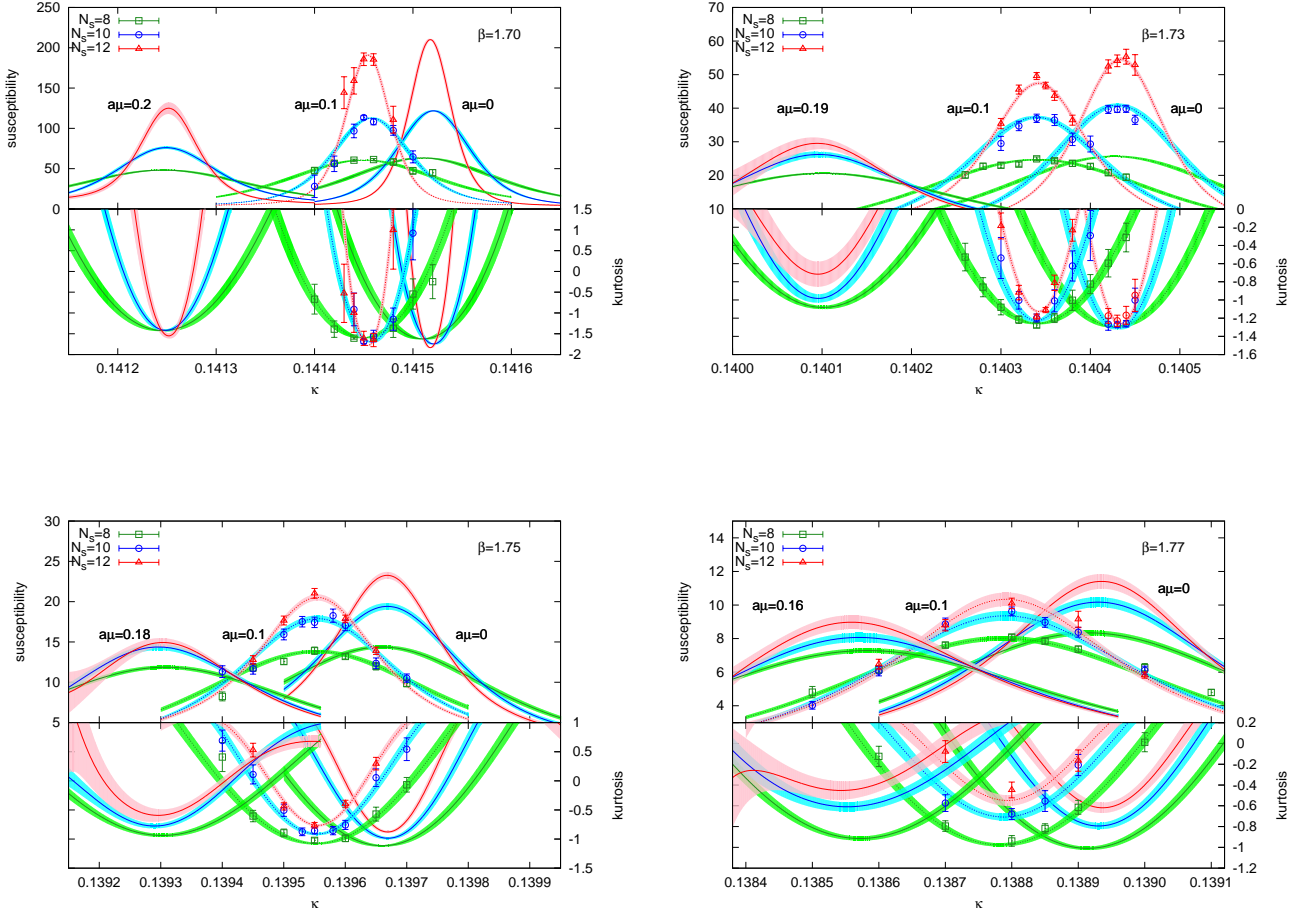 250
200
150
100
50
0
susceptibility
N_s=8
N_s=10
N_s=12
β=1.70
aμ=0.2
aμ=0.1
aμ=0
1.5
1
0.5
0
-0.5
-1
-1.5
-2
kurtosis
0.1412
0.1413
0.1414
0.1415
0.1416
κ
70
60
50
40
30
20
10
susceptibility
N_s=8
N_s=10
N_s=12
β=1.73
aμ=0.19
aμ=0.1
aμ=0
0
-0.2
-0.4
-0.6
-0.8
-1
-1.2
-1.4
-1.6
kurtosis
0.1400
0.1401
0.1402
0.1403
0.1404
0.1405
κ
30
25
20
15
10
5
susceptibility
N_s=8
N_s=10
N_s=12
β=1.75
aμ=0.18
aμ=0.1
aμ=0
1
0.5
0
-0.5
-1
-1.5
kurtosis
0.1392
0.1393
0.1394
0.1395
0.1396
0.1397
0.1398
0.1399
κ
14
12
10
8
6
4
susceptibility
N_s=8
N_s=10
N_s=12
β=1.77
aμ=0.16
aμ=0.1
aμ=0
0.2
0
-0.2
-0.4
-0.6
-0.8
-1
-1.2
kurtosis
0.1384
0.1385
0.1386
0.1387
0.1388
0.1389
0.1390
0.1391
κ